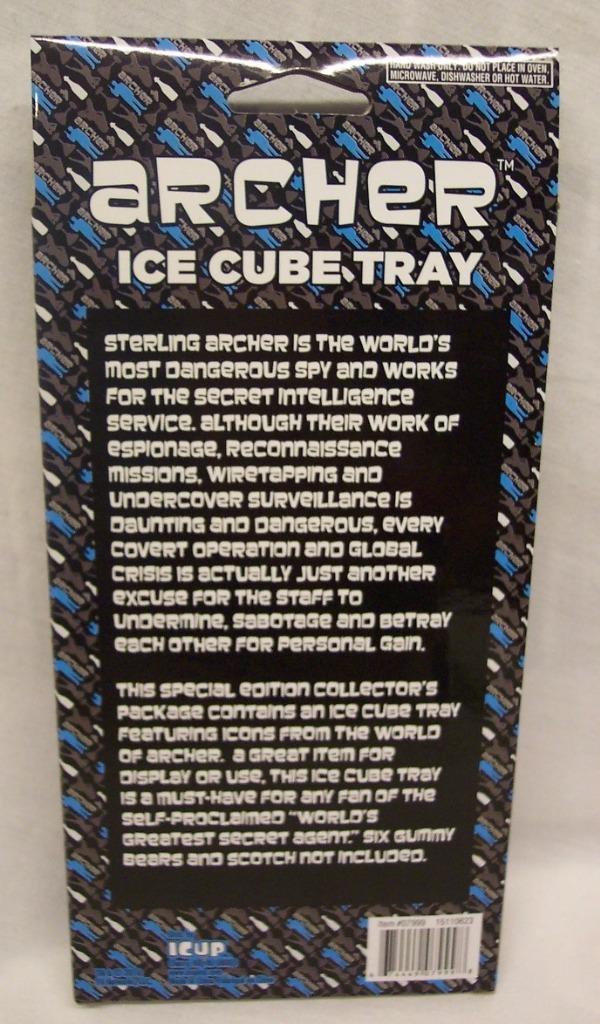 HAND WASH ONLY. DO NOT PLACE IN OVEN,
MICROWAVE, DISHWASHER OR HOT WATER.
aRCHeR™
ICE CUBE TRAY
STERLING ARCHER IS THE WORLD'S
MOST DANGEROUS SPY AND WORKS
FOR THE SECRET INTELLIGENCE
SERVICE. ALTHOUGH THEIR WORK OF
ESPIONAGE, RECONNAISSANCE
MISSIONS, WIRETAPPING AND
UNDERCOVER SURVEILLANCE IS
DAUNTING AND DANGEROUS, EVERY
COVERT OPERATION AND GLOBAL
CRISIS IS ACTUALLY JUST ANOTHER
EXCUSE FOR THE STAFF TO
UNDERMINE, SABOTAGE AND BETRAY
EACH OTHER FOR PERSONAL GAIN.
THIS SPECIAL EDITION COLLECTOR'S
PACKAGE CONTAINS AN ICE CUBE TRAY
FEATURING ICONS FROM THE WORLD
OF ARCHER. A GREAT ITEM FOR
DISPLAY OR USE, THIS ICE CUBE TRAY
IS A MUST-HAVE FOR ANY FAN OF THE
SELF-PROCLAIMED "WORLD'S
GREATEST SECRET AGENT." SIX GUMMY
BEARS AND SCOTCH NOT INCLUDED.
Item #07999 15110623
ICUP